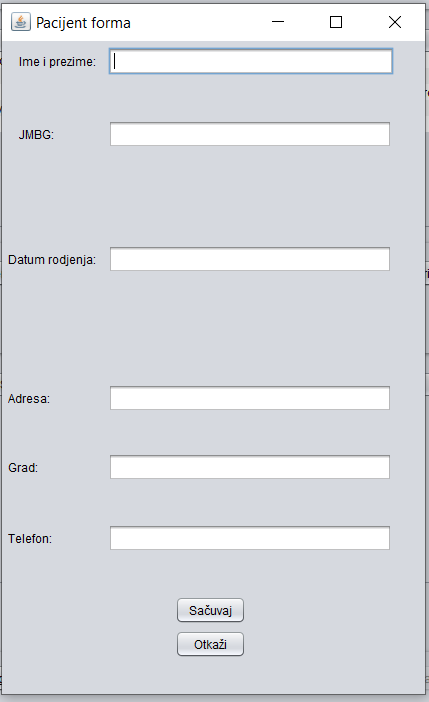 Pacijent forma
Ime i prezime:
JMBG:
Datum rodjenja:
Adresa:
Grad:
Telefon:
Sačuvaj
Otkaži